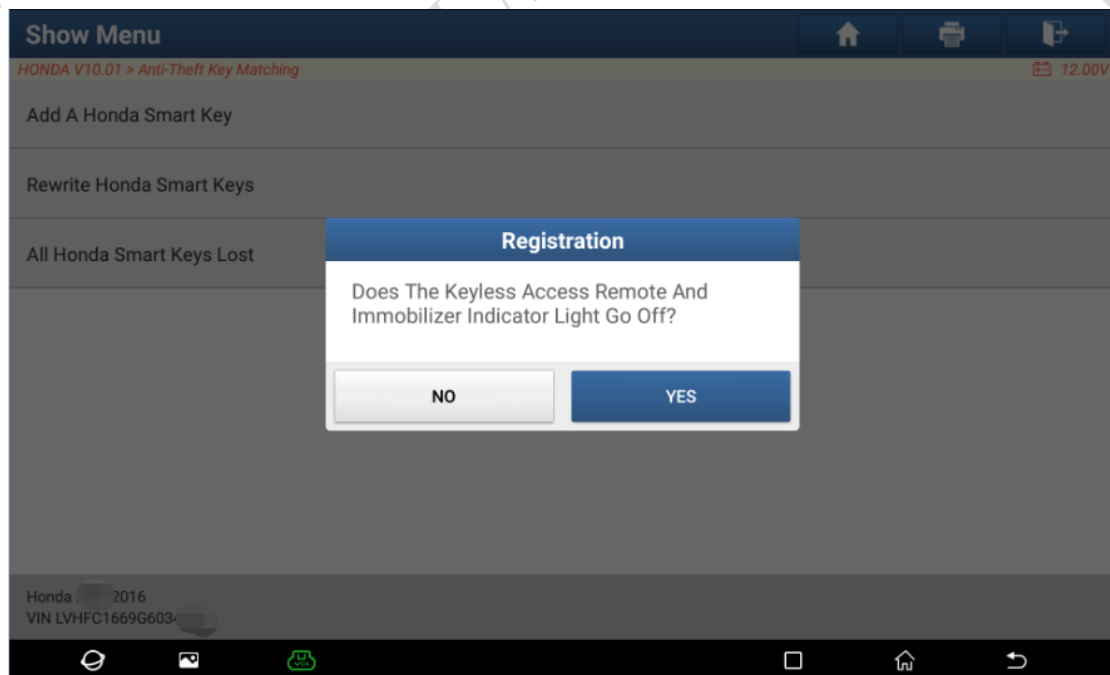 Show Menu
HONDA V10.01 > Anti-Theft Key Matching
12.00V
Add A Honda Smart Key
Rewrite Honda Smart Keys
All Honda Smart Keys Lost
Registration
Does The Keyless Access Remote And
Immobilizer Indicator Light Go Off?
NO
YES
Honda 2016
VIN LVHFC1669G603
VCI